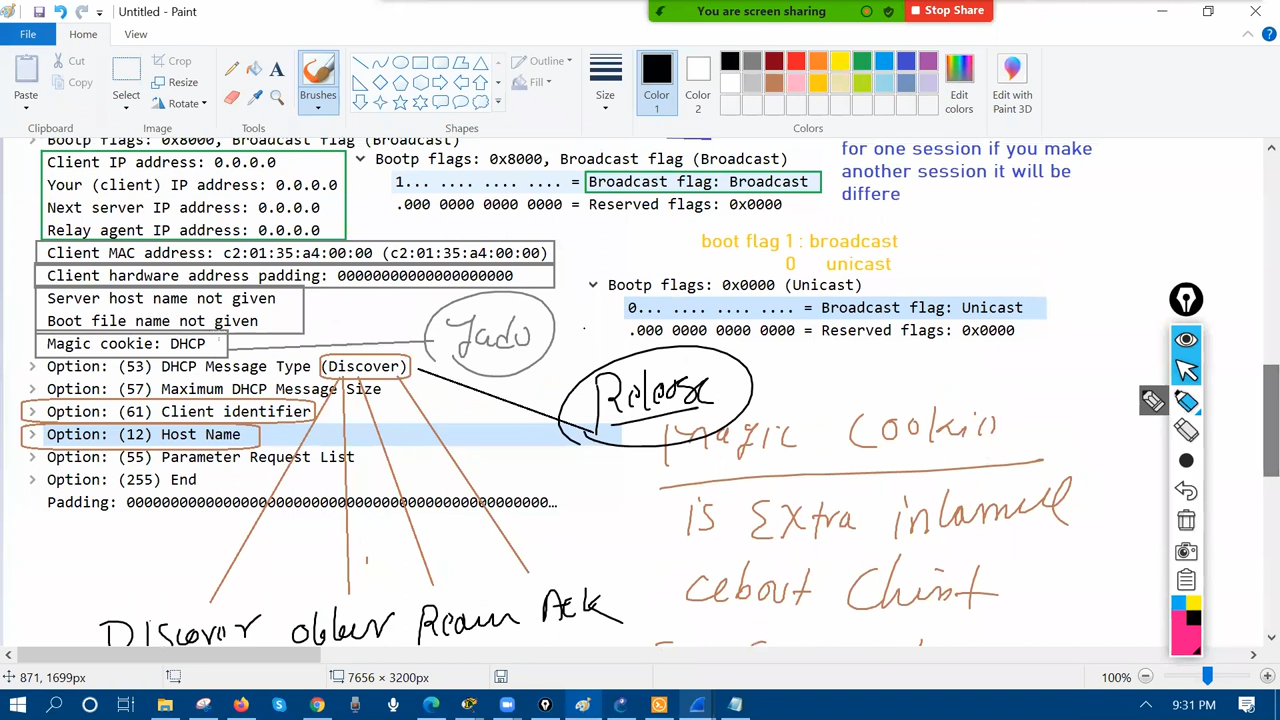 Untitled - Paint
You are screen sharing
Stop Share
File
Home
View
Paste
Cut
Copy
Clipboard
Select
Crop
Resize
Rotate
Image
Tools
Brushes
Shapes
Outline
Fill
Size
Color 1
Color 2
Edit colors
Colors
Edit with Paint 3D
Bootp flags: 0x8000, Broadcast flag (Broadcast)
Client IP address: 0.0.0.0
Your (client) IP address: 0.0.0.0
Next server IP address: 0.0.0.0
Relay agent IP address: 0.0.0.0
Client MAC address: c2:01:35:a4:00:00 (c2:01:35:a4:00:00)
Client hardware address padding: 00000000000000000000
Server host name not given
Boot file name not given
Magic cookie: DHCP
Option: (53) DHCP Message Type (Discover)
Option: (57) Maximum DHCP Message Size
Option: (61) Client identifier
Option: (12) Host Name
Option: (55) Parameter Request List
Option: (255) End
Bootp flags: 0x8000, Broadcast flag (Broadcast)
1... .... .... .... = Broadcast flag: Broadcast
.000 0000 0000 0000 = Reserved flags: 0x0000
for one session if you make
another session it will be
differe
boot flag 1 : broadcast
0 unicast
Bootp flags: 0x0000 (Unicast)
0... .... .... .... = Broadcast flag: Unicast
.000 0000 0000 0000 = Reserved flags: 0x0000
Release
magic cookie
is Extra
Discover
Ack
871, 1699px
7656 × 3200px
100%
9:31 PM